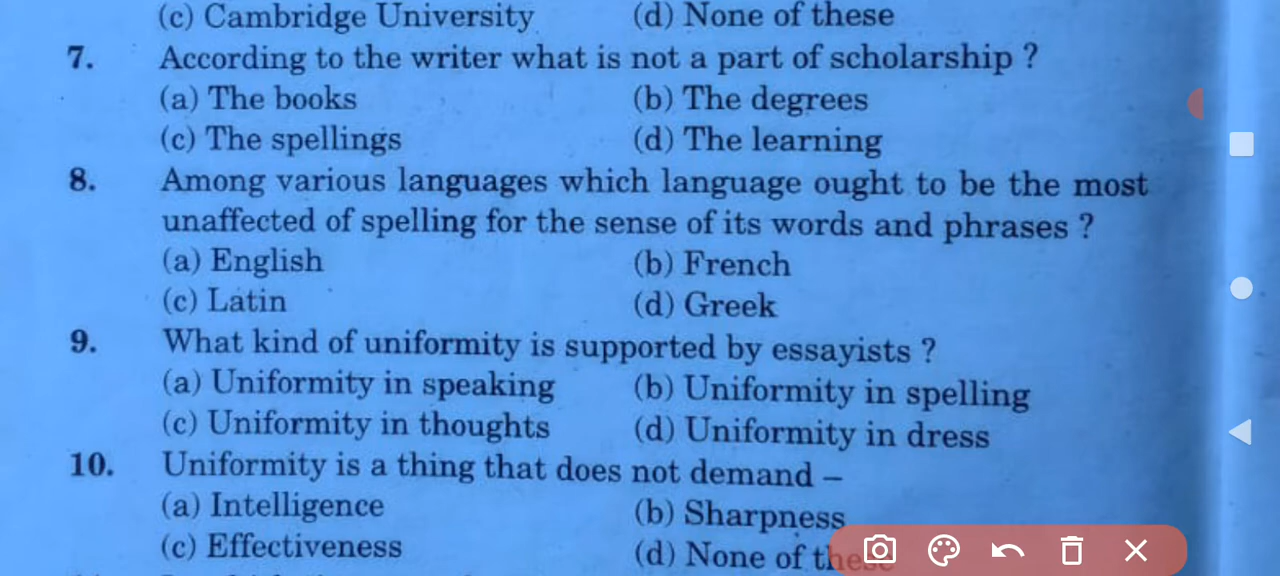 (c) Cambridge University (d) None of these
7. According to the writer what is not a part of scholarship ?
(a) The books (b) The degrees
(c) The spellings (d) The learning
8. Among various languages which language ought to be the most
unaffected of spelling for the sense of its words and phrases ?
(a) English (b) French
(c) Latin (d) Greek
9. What kind of uniformity is supported by essayists ?
(a) Uniformity in speaking (b) Uniformity in spelling
(c) Uniformity in thoughts (d) Uniformity in dress
10. Uniformity is a thing that does not demand –
(a) Intelligence (b) Sharpness
(c) Effectiveness (d) None of these